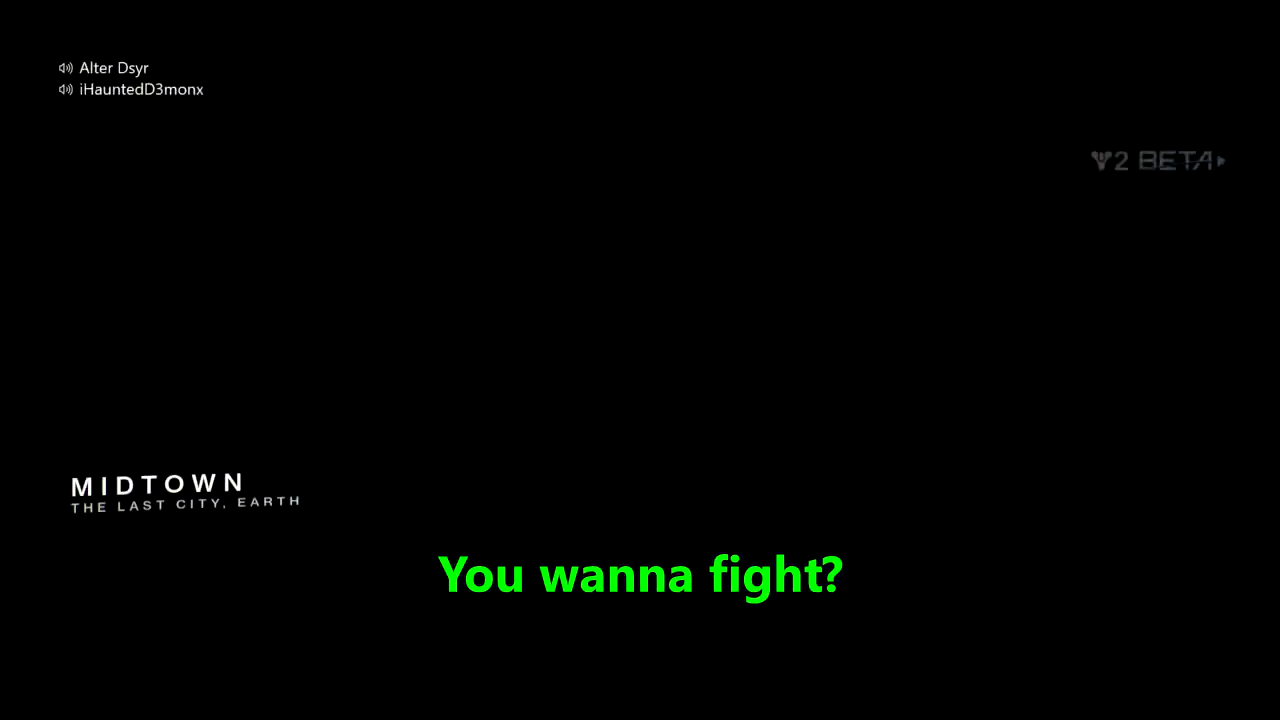 Alter Dsyr
iHauntedD3monx
2 BETA
MIDTOWN
THE LAST CITY, EARTH
You wanna fight?